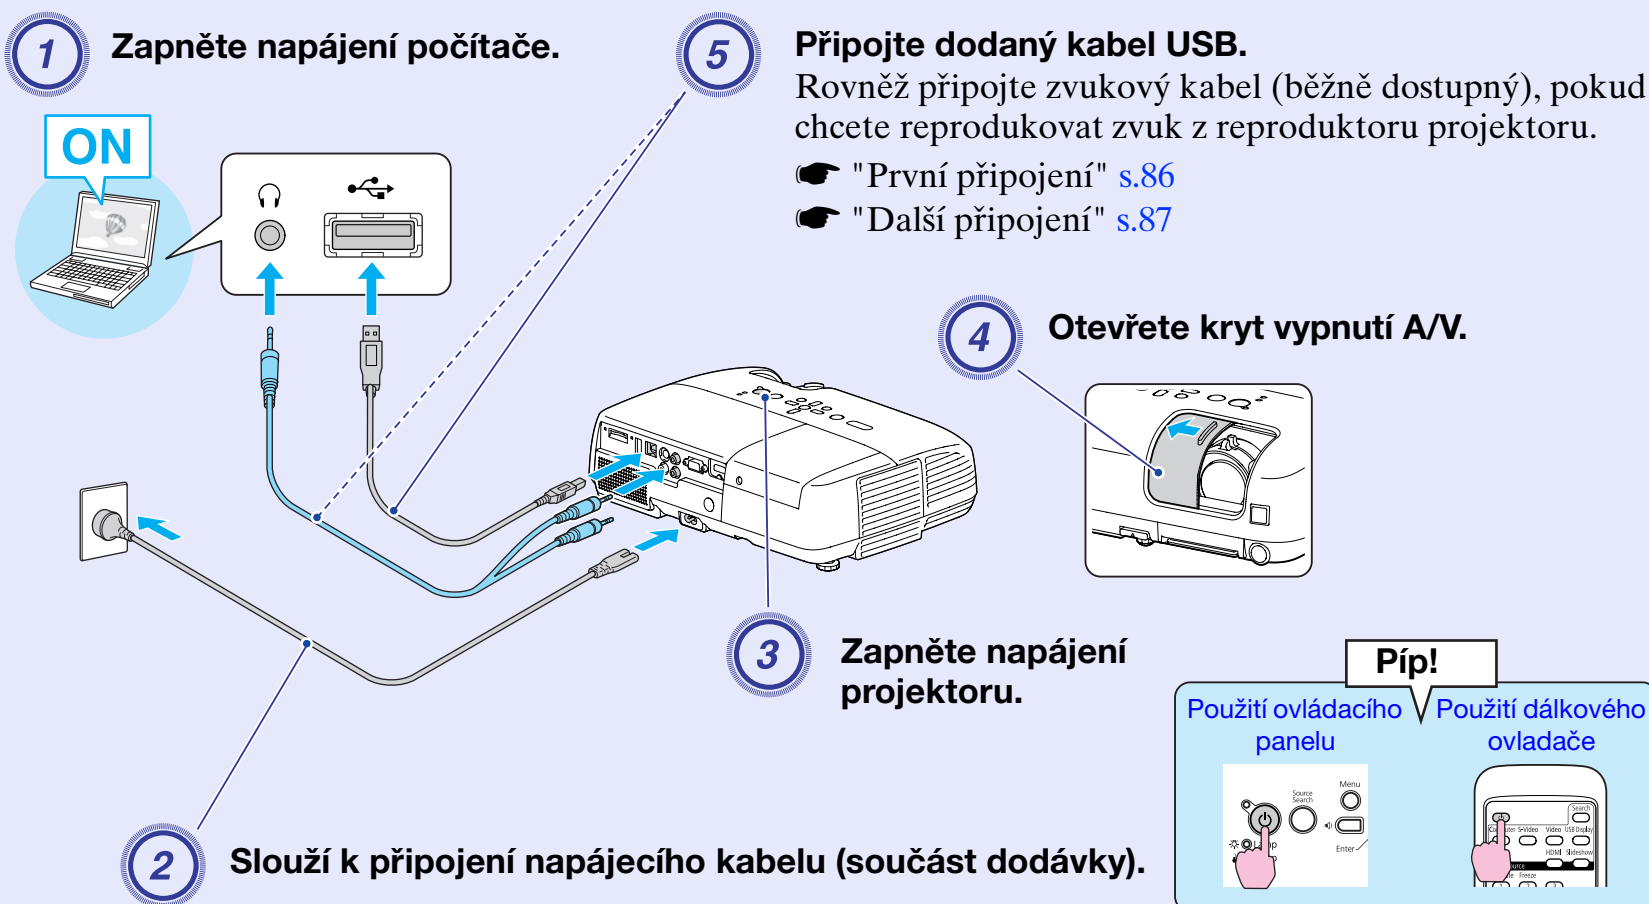 1 Zapněte napájení počítače.
ON
5 Připojte dodaný kabel USB.
Rovněž připojte zvukový kabel (běžně dostupný), pokud
chcete reprodukovat zvuk z reproduktoru projektoru.
☛ "První připojení" s.86
☛ "Další připojení" s.87
4 Otevřete kryt vypnutí A/V.
3 Zapněte napájení
projektoru.
Píp!
Použití ovládacího
panelu
Source
Search
Menu
Enter
Použití dálkového
ovladače
Search
S-Video Video USB Display
HDMI Slideshow
Freeze
2 Slouží k připojení napájecího kabelu (součást dodávky).